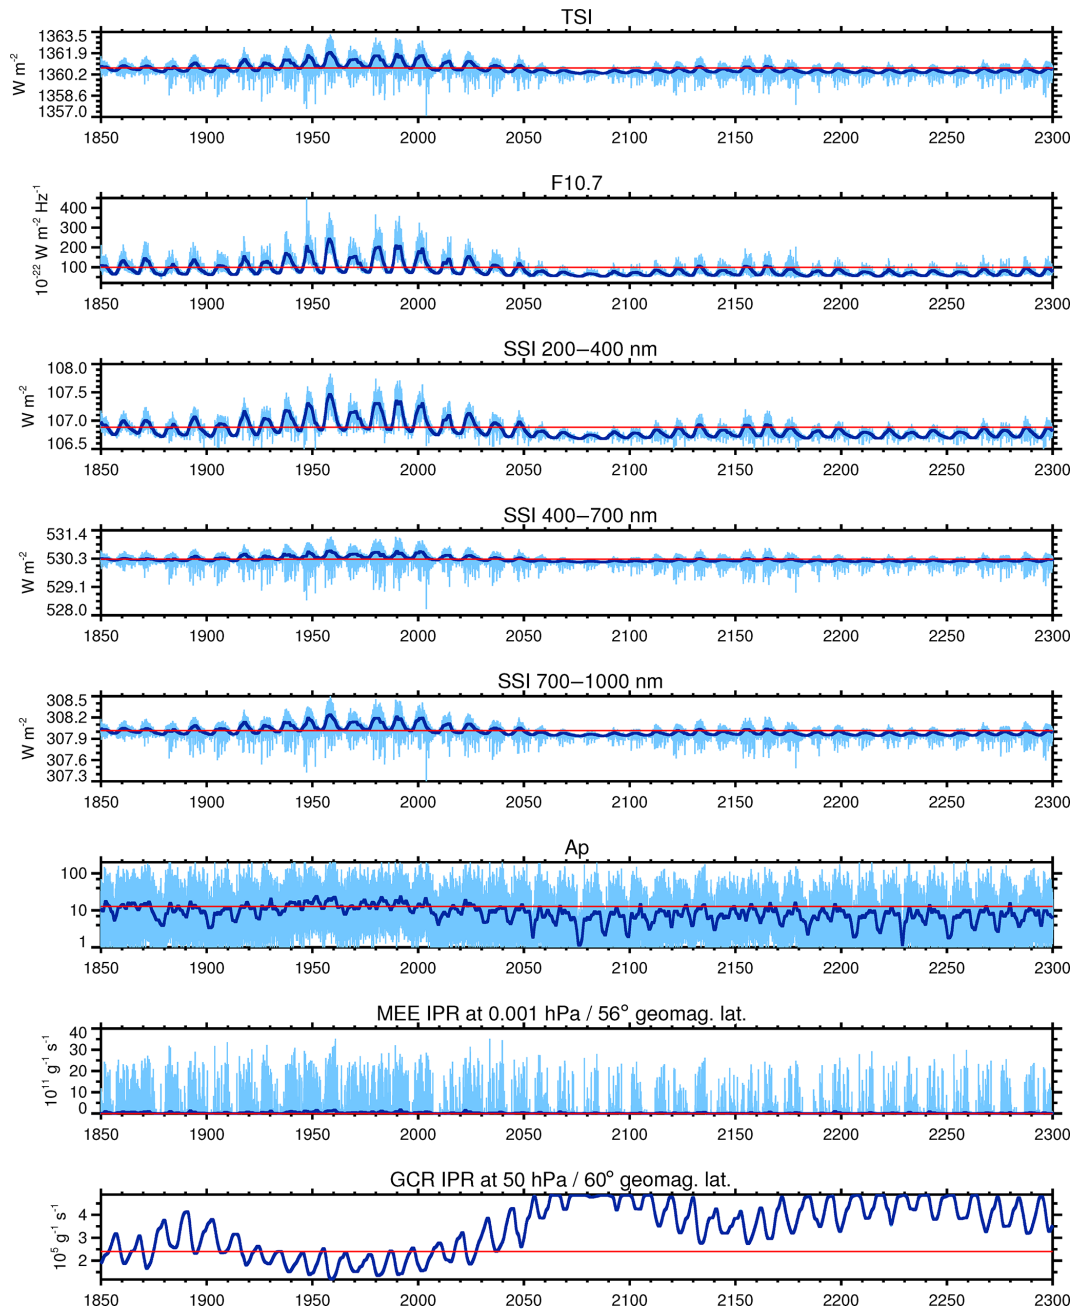 TSI
1363.5
1361.9
1360.2
1358.6
1357.0
W m-2
1850 1900 1950 2000 2050 2100 2150 2200 2250 2300
F10.7
400
300
200
100
10-22 W m-2 Hz-1
1850 1900 1950 2000 2050 2100 2150 2200 2250 2300
SSI 200–400 nm
108.0
107.5
107.0
106.5
W m-2
1850 1900 1950 2000 2050 2100 2150 2200 2250 2300
SSI 400–700 nm
531.4
530.3
529.1
528.0
W m-2
1850 1900 1950 2000 2050 2100 2150 2200 2250 2300
SSI 700–1000 nm
308.5
308.2
307.9
307.6
307.3
W m-2
1850 1900 1950 2000 2050 2100 2150 2200 2250 2300
Ap
100
10
1
1850 1900 1950 2000 2050 2100 2150 2200 2250 2300
MEE IPR at 0.001 hPa / 56o geomag. lat.
40
30
20
10
0
1011 g-1 s-1
1850 1900 1950 2000 2050 2100 2150 2200 2250 2300
GCR IPR at 50 hPa / 60o geomag. lat.
4
3
2
105 g-1 s-1
1850 1900 1950 2000 2050 2100 2150 2200 2250 2300